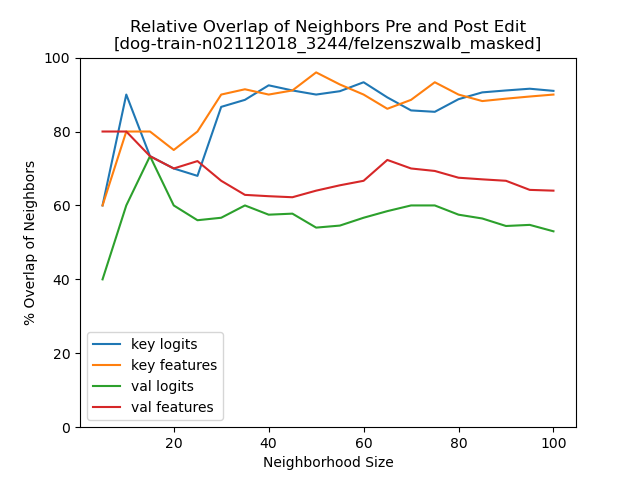 Relative Overlap of Neighbors Pre and Post Edit
[dog-train-n02112018_3244/felzenszwalb_masked]
% Overlap of Neighbors
100
80
60
40
20
0
key logits
key features
val logits
val features
20 40 60 80 100
Neighborhood Size